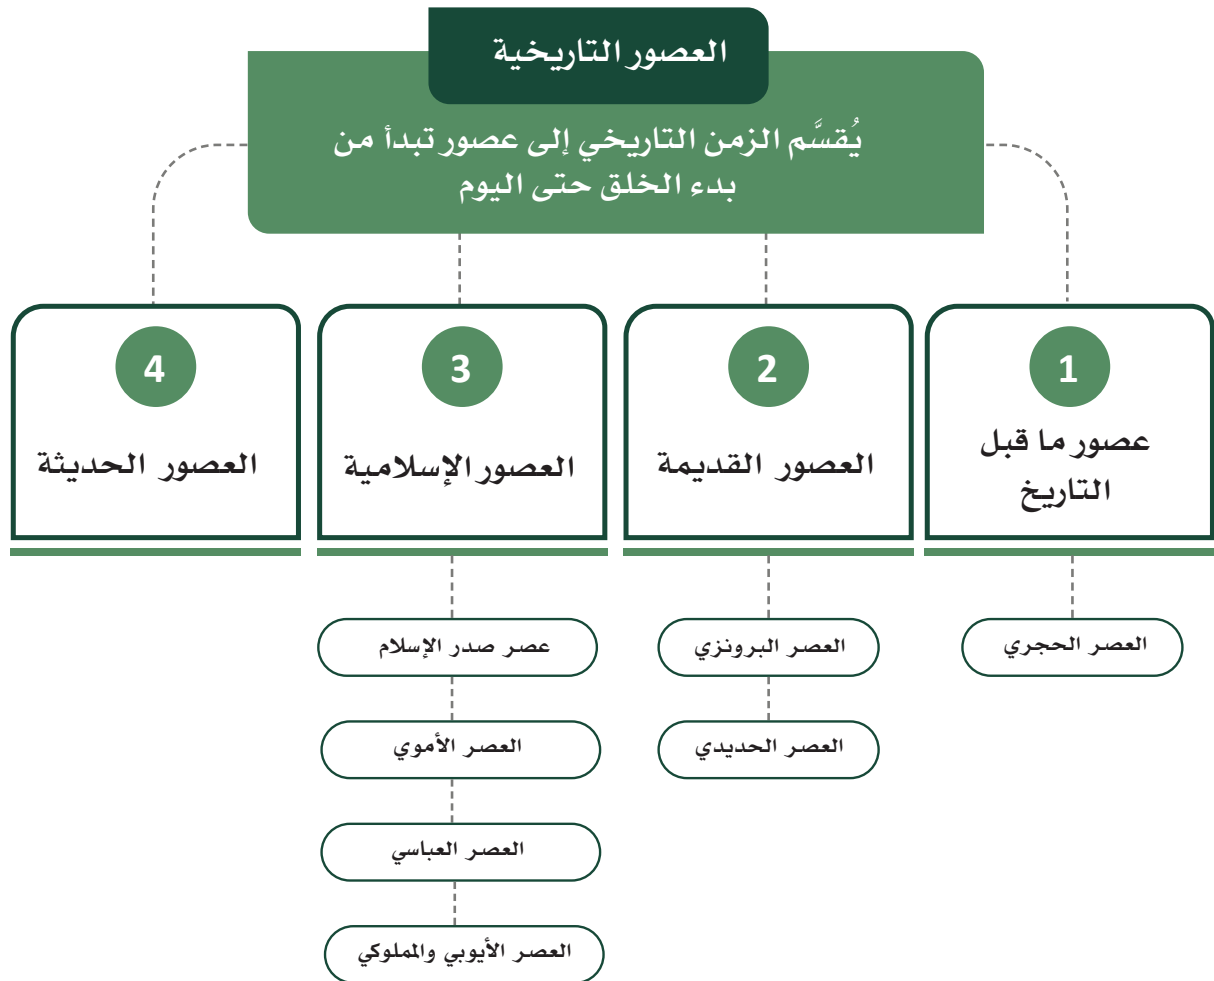 العصور التاريخية
يُقسَّم الزمن التاريخي إلى عصور تبدأ من
بدء الخلق حتى اليوم
1
عصور ما قبل
التاريخ
العصر الحجري
2
العصور القديمة
العصر البرونزي
العصر الحديدي
3
العصور الإسلامية
عصر صدر الإسلام
العصر الأموي
العصر العباسي
العصر الأيوبي والمملوكي
4
العصور الحديثة